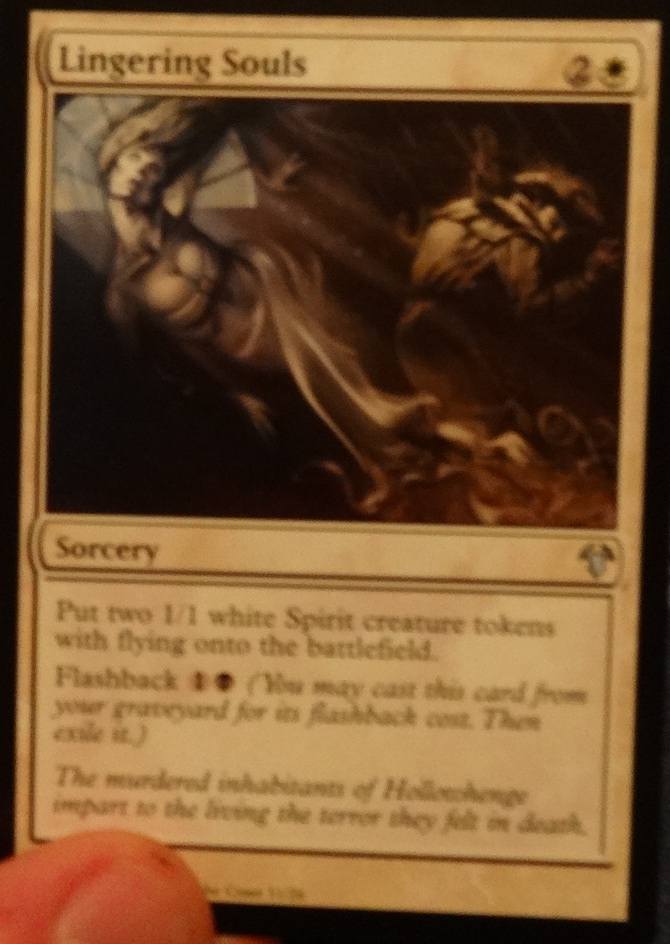 Lingering Souls 2
Sorcery
Put two 1/1 white Spirit creature tokens
with flying onto the battlefield.
Flashback 1 (You may cast this card from
your graveyard for its flashback cost. Then
exile it.)
The murdered inhabitants of Hollowhenge
impart to the living the terror they felt in death.